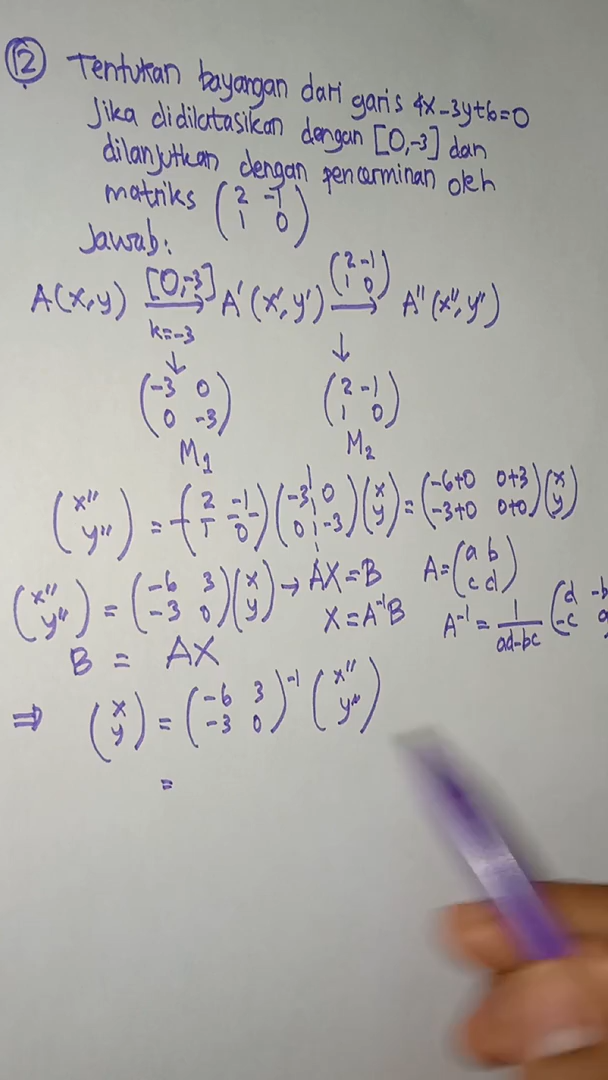 12 Tentukan bayangan dari garis 4x-3y+6=0
Jika didilatasikan dengan [0,-3] dan
dilanjutkan dengan pencerminan oleh
matriks (2 -1
1 0)
Jawab:
A(x,y) [0,-3] → k=-3 A'(x',y') (2 -1 1 0) → A''(x'',y'')
↓ ↓
(-3 0 (2 -1
0 -3) 1 0)
M1 M2
(x'' y'') = (2 -1 1 0)(-3 0 0 -3)(x y) = (-6+0 0+3 -3+0 0+0)(x y)
(x'' y'') = (-6 3 -3 0)(x y) → AX=B A=(a b c d)
X=A⁻¹B A⁻¹ = 1/ad-bc (d -b -c
B = AX
⇒ (x y) = (-6 3 -3 0)⁻¹ (x'' y'')
=